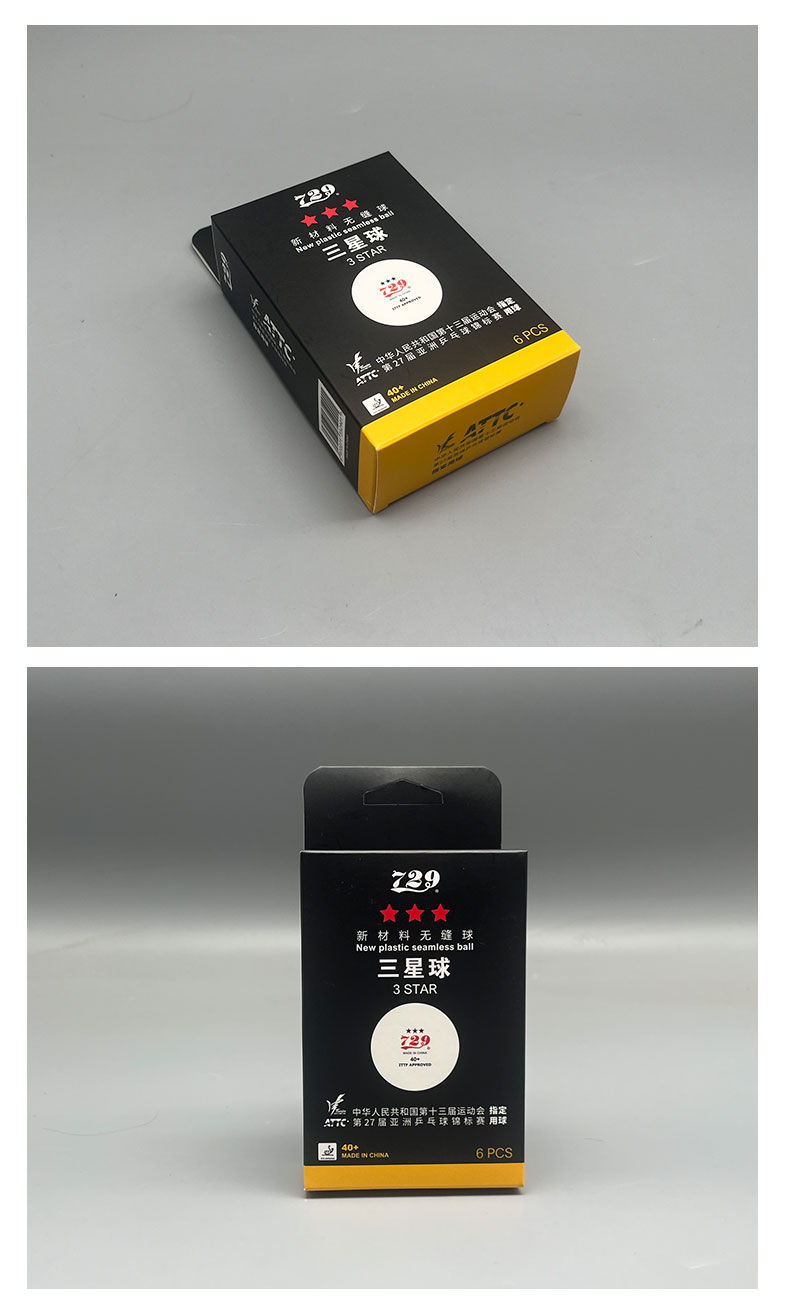 729
新材料无缝球
New plastic seamless ball
三星球
3 STAR
729
40+
ITTF APPROVED
中华人民共和国第十三届运动会 指定
第27届亚洲乒乓球锦标赛 用球
ATTC
40+
MADE IN CHINA
6 PCS
ATTC
ATTC
729
新材料无缝球
New plastic seamless ball
三星球
3 STAR
729
MADE IN CHINA
40+
ITTF APPROVED
中华人民共和国第十三届运动会 指定
ATTC 第27届亚洲乒乓球锦标赛 用球
40+
MADE IN CHINA
6 PCS